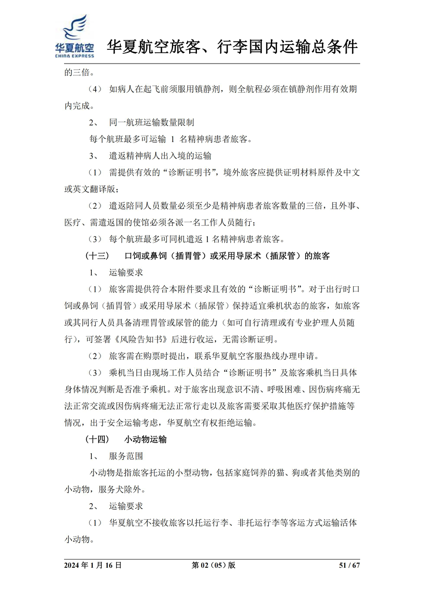 华夏航空
CHINA EXPRESS
华夏航空旅客、行李国内运输总条件
的三倍。
（4） 如病人在起飞前须服用镇静剂，则全航程必须在镇静剂作用有效期
内完成。
2、 同一航班运输数量限制
每个航班最多可运输 1 名精神病患者旅客。
3、 遣返精神病人出入境的运输
（1） 需提供有效的“诊断证明书”，境外旅客应提供证明材料原件及中文
或英文翻译版；
（2） 遣返陪同人员数量必须至少是精神病患者旅客数量的三倍，且外事、
医疗、需遣返国的使馆必须各派一名工作人员随行；
（3） 每个航班最多可同机遣返 1 名精神病患者旅客。
（十三） 口饲或鼻饲（插胃管）或采用导尿术（插尿管）的旅客
1、 运输要求
（1） 旅客需提供符合本附件要求且有效的“诊断证明书”。对于出行时口
饲或鼻饲（插胃管）或采用导尿术（插尿管）保持适宜乘机状态的旅客，如旅客
或其同行人员具备清理胃管或尿管的能力（如可自行清理或有专业护理人员随
行），可签署《风险告知书》后进行收运，无需诊断证明。
（2） 旅客需在购票时提出，联系华夏航空客服热线办理申请。
（3） 乘机当日由现场工作人员结合“诊断证明书”及旅客乘机当日具体
身体情况判断是否准予乘机。对于旅客出现意识不清、呼吸困难、因伤病疼痛无
法正常交流或因伤病疼痛无法正常行走以及旅客需要采取其他医疗保护措施等
情况，出于安全运输考虑，华夏航空有权拒绝运输。
（十四） 小动物运输
1、 服务范围
小动物是指旅客托运的小型动物，包括家庭饲养的猫、狗或者其他类别的
小动物，服务犬除外。
2、 运输要求
（1） 华夏航空不接收旅客以托运行李、非托运行李等客运方式运输活体
小动物。
2024 年 1 月 16 日 第 02（05）版 51 / 67